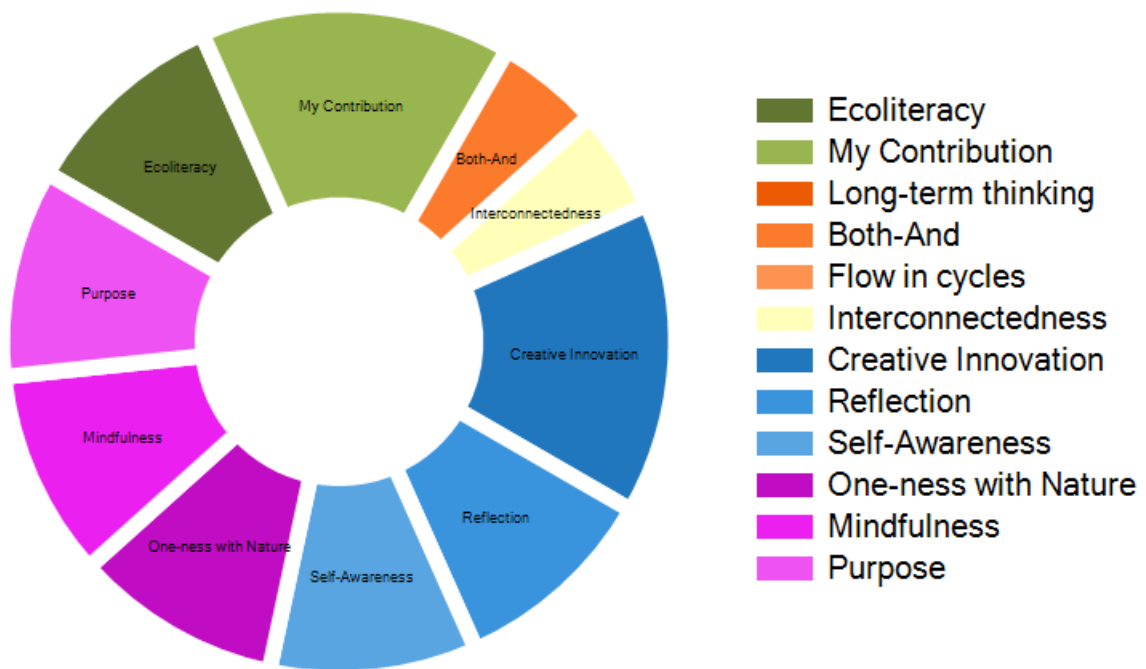 My Contribution
Both-And
Ecoliteracy
Interconnectedness
Purpose
Creative Innovation
Mindfulness
Reflection
One-ness with Nature
Self-Awareness
Ecoliteracy
My Contribution
Long-term thinking
Both-And
Flow in cycles
Interconnectedness
Creative Innovation
Reflection
Self-Awareness
One-ness with Nature
Mindfulness
Purpose